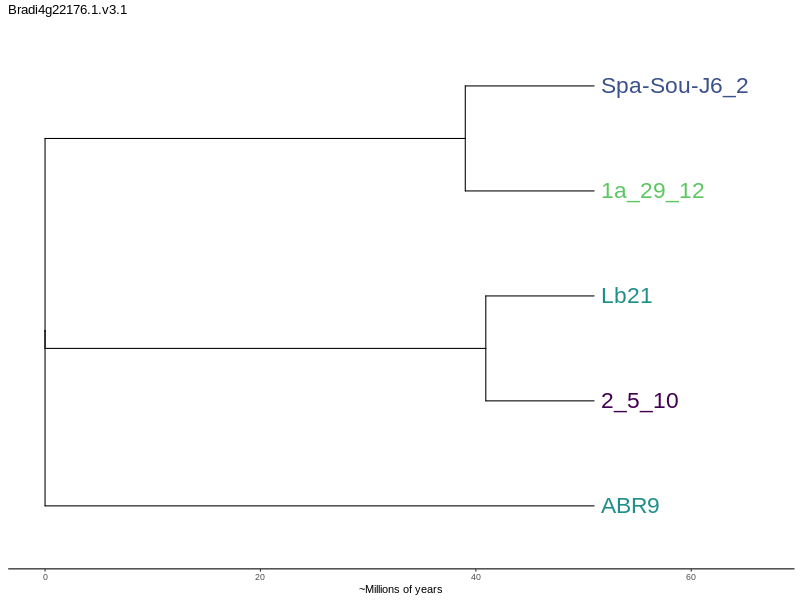 Bradi4g22176.1.v3.1
Spa-Sou-J6_2
1a_29_12
Lb21
2_5_10
ABR9
0 20 40 60
~Millions of years